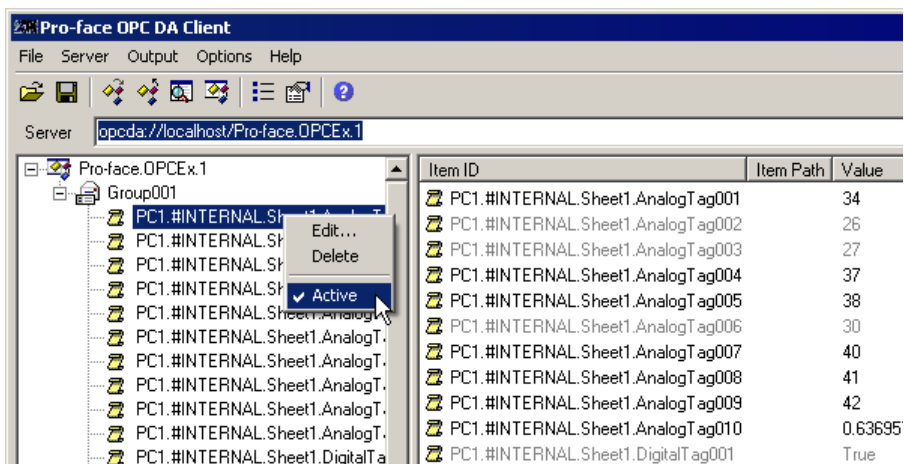 Pro-face OPC DA Client
File Server Output Options Help
Server opcda://localhost/Pro-face.OPCEx.1
Pro-face.OPCEx.1
Group001
PC1.#INTERNAL.Sheet1.AnalogT
PC1.#INTERNAL.SH
PC1.#INTERNAL.SH
PC1.#INTERNAL.SH
PC1.#INTERNAL.Sheet1.Analog
PC1.#INTERNAL.Sheet1.AnalogT
PC1.#INTERNAL.Sheet1.AnalogT
PC1.#INTERNAL.Sheet1.AnalogT
PC1.#INTERNAL.Sheet1.AnalogT
PC1.#INTERNAL.Sheet1.DigitalTa
Edit...
Delete
Active
Item ID Item Path Value
PC1.#INTERNAL.Sheet1.AnalogTag001 34
PC1.#INTERNAL.Sheet1.AnalogTag002 26
PC1.#INTERNAL.Sheet1.AnalogTag003 27
PC1.#INTERNAL.Sheet1.AnalogTag004 37
PC1.#INTERNAL.Sheet1.AnalogTag005 38
PC1.#INTERNAL.Sheet1.AnalogTag006 30
PC1.#INTERNAL.Sheet1.AnalogTag007 40
PC1.#INTERNAL.Sheet1.AnalogTag008 41
PC1.#INTERNAL.Sheet1.AnalogTag009 42
PC1.#INTERNAL.Sheet1.AnalogTag010 0.63695
PC1.#INTERNAL.Sheet1.DigitalTag001 True